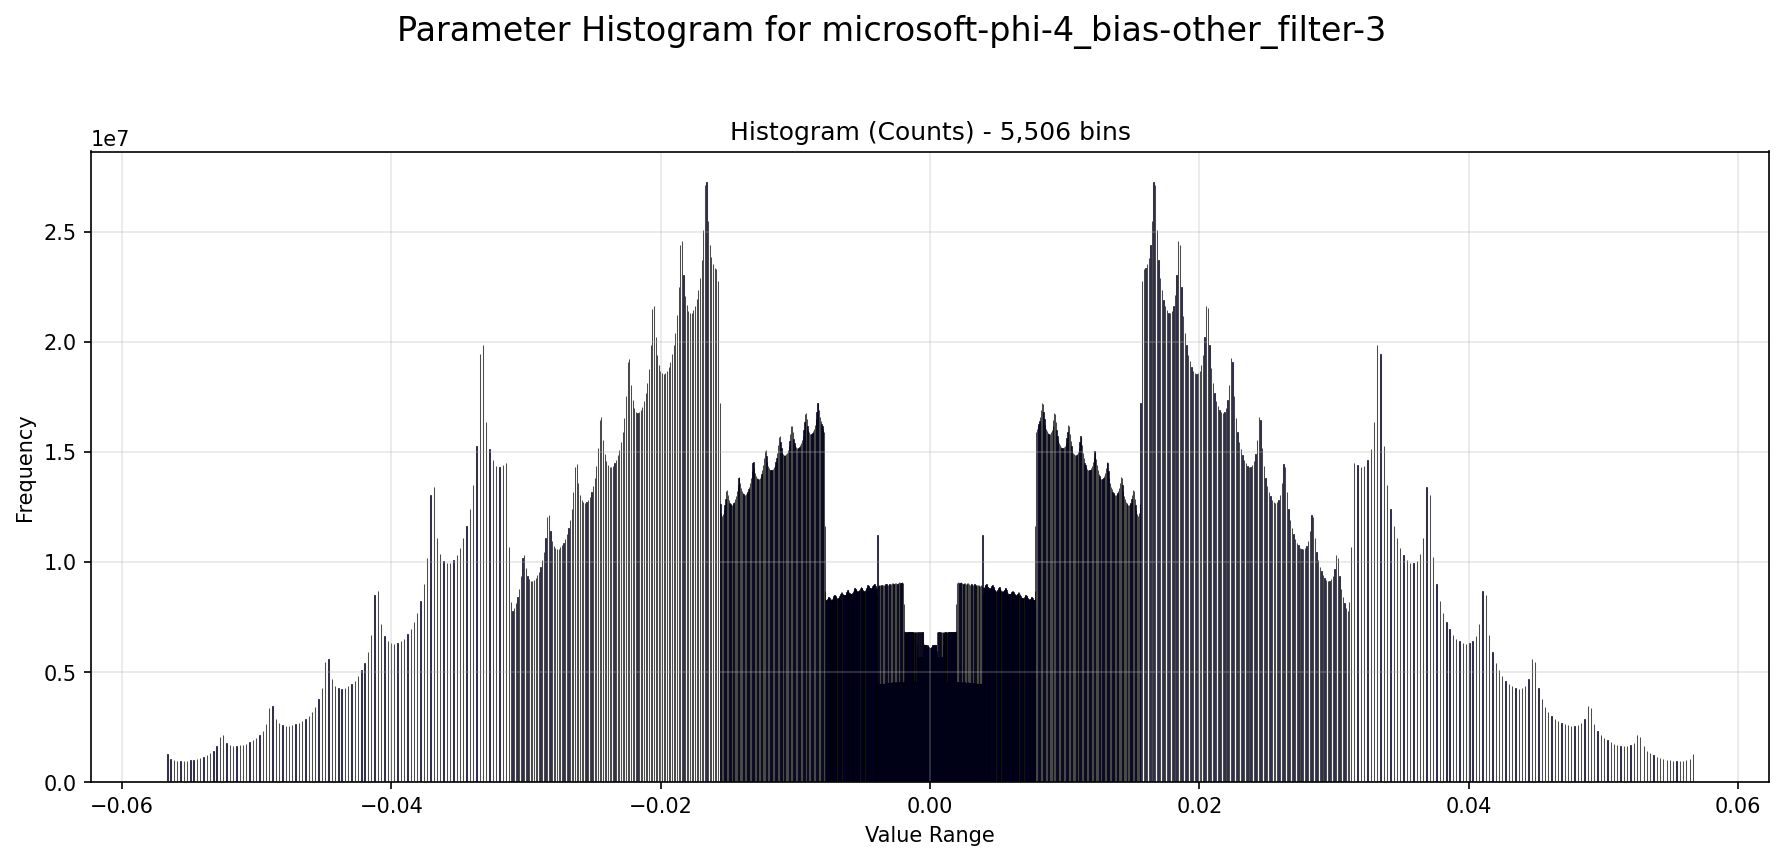 Parameter Histogram for microsoft-phi-4_bias-other_filter-3
Histogram (Counts) - 5,506 bins
1e7
2.5
2.0
1.5
1.0
0.5
0.0
Frequency
−0.06 −0.04 −0.02 0.00 0.02 0.04 0.06
Value Range